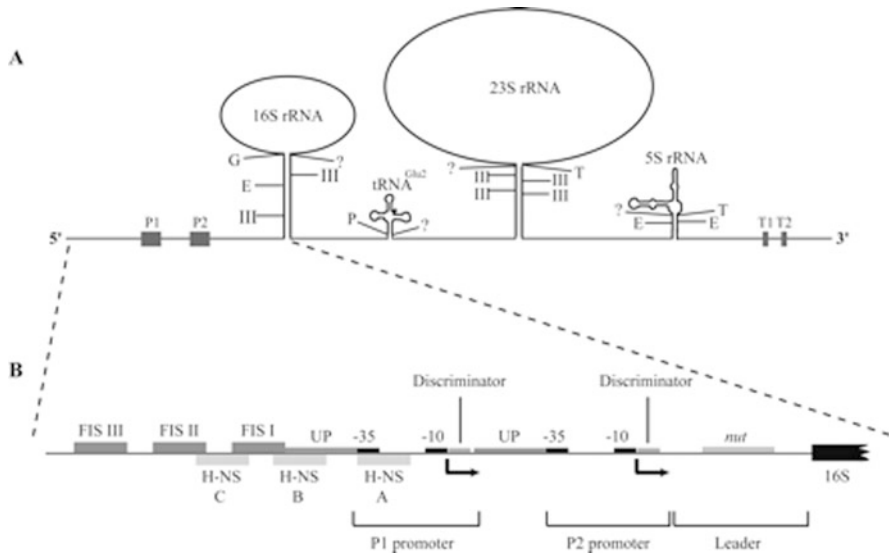 A
16S rRNA
23S rRNA
5S rRNA
tRNA Glu2
G ?
III
E
III
P ?
? T
III III
III III
? T
E E
5' P1 P2 T1 T2 3'
B
Discriminator Discriminator
FIS III FIS II FIS I UP -35 -10 UP -35 -10 nut
H-NS H-NS H-NS 16S
C B A
P1 promoter P2 promoter Leader